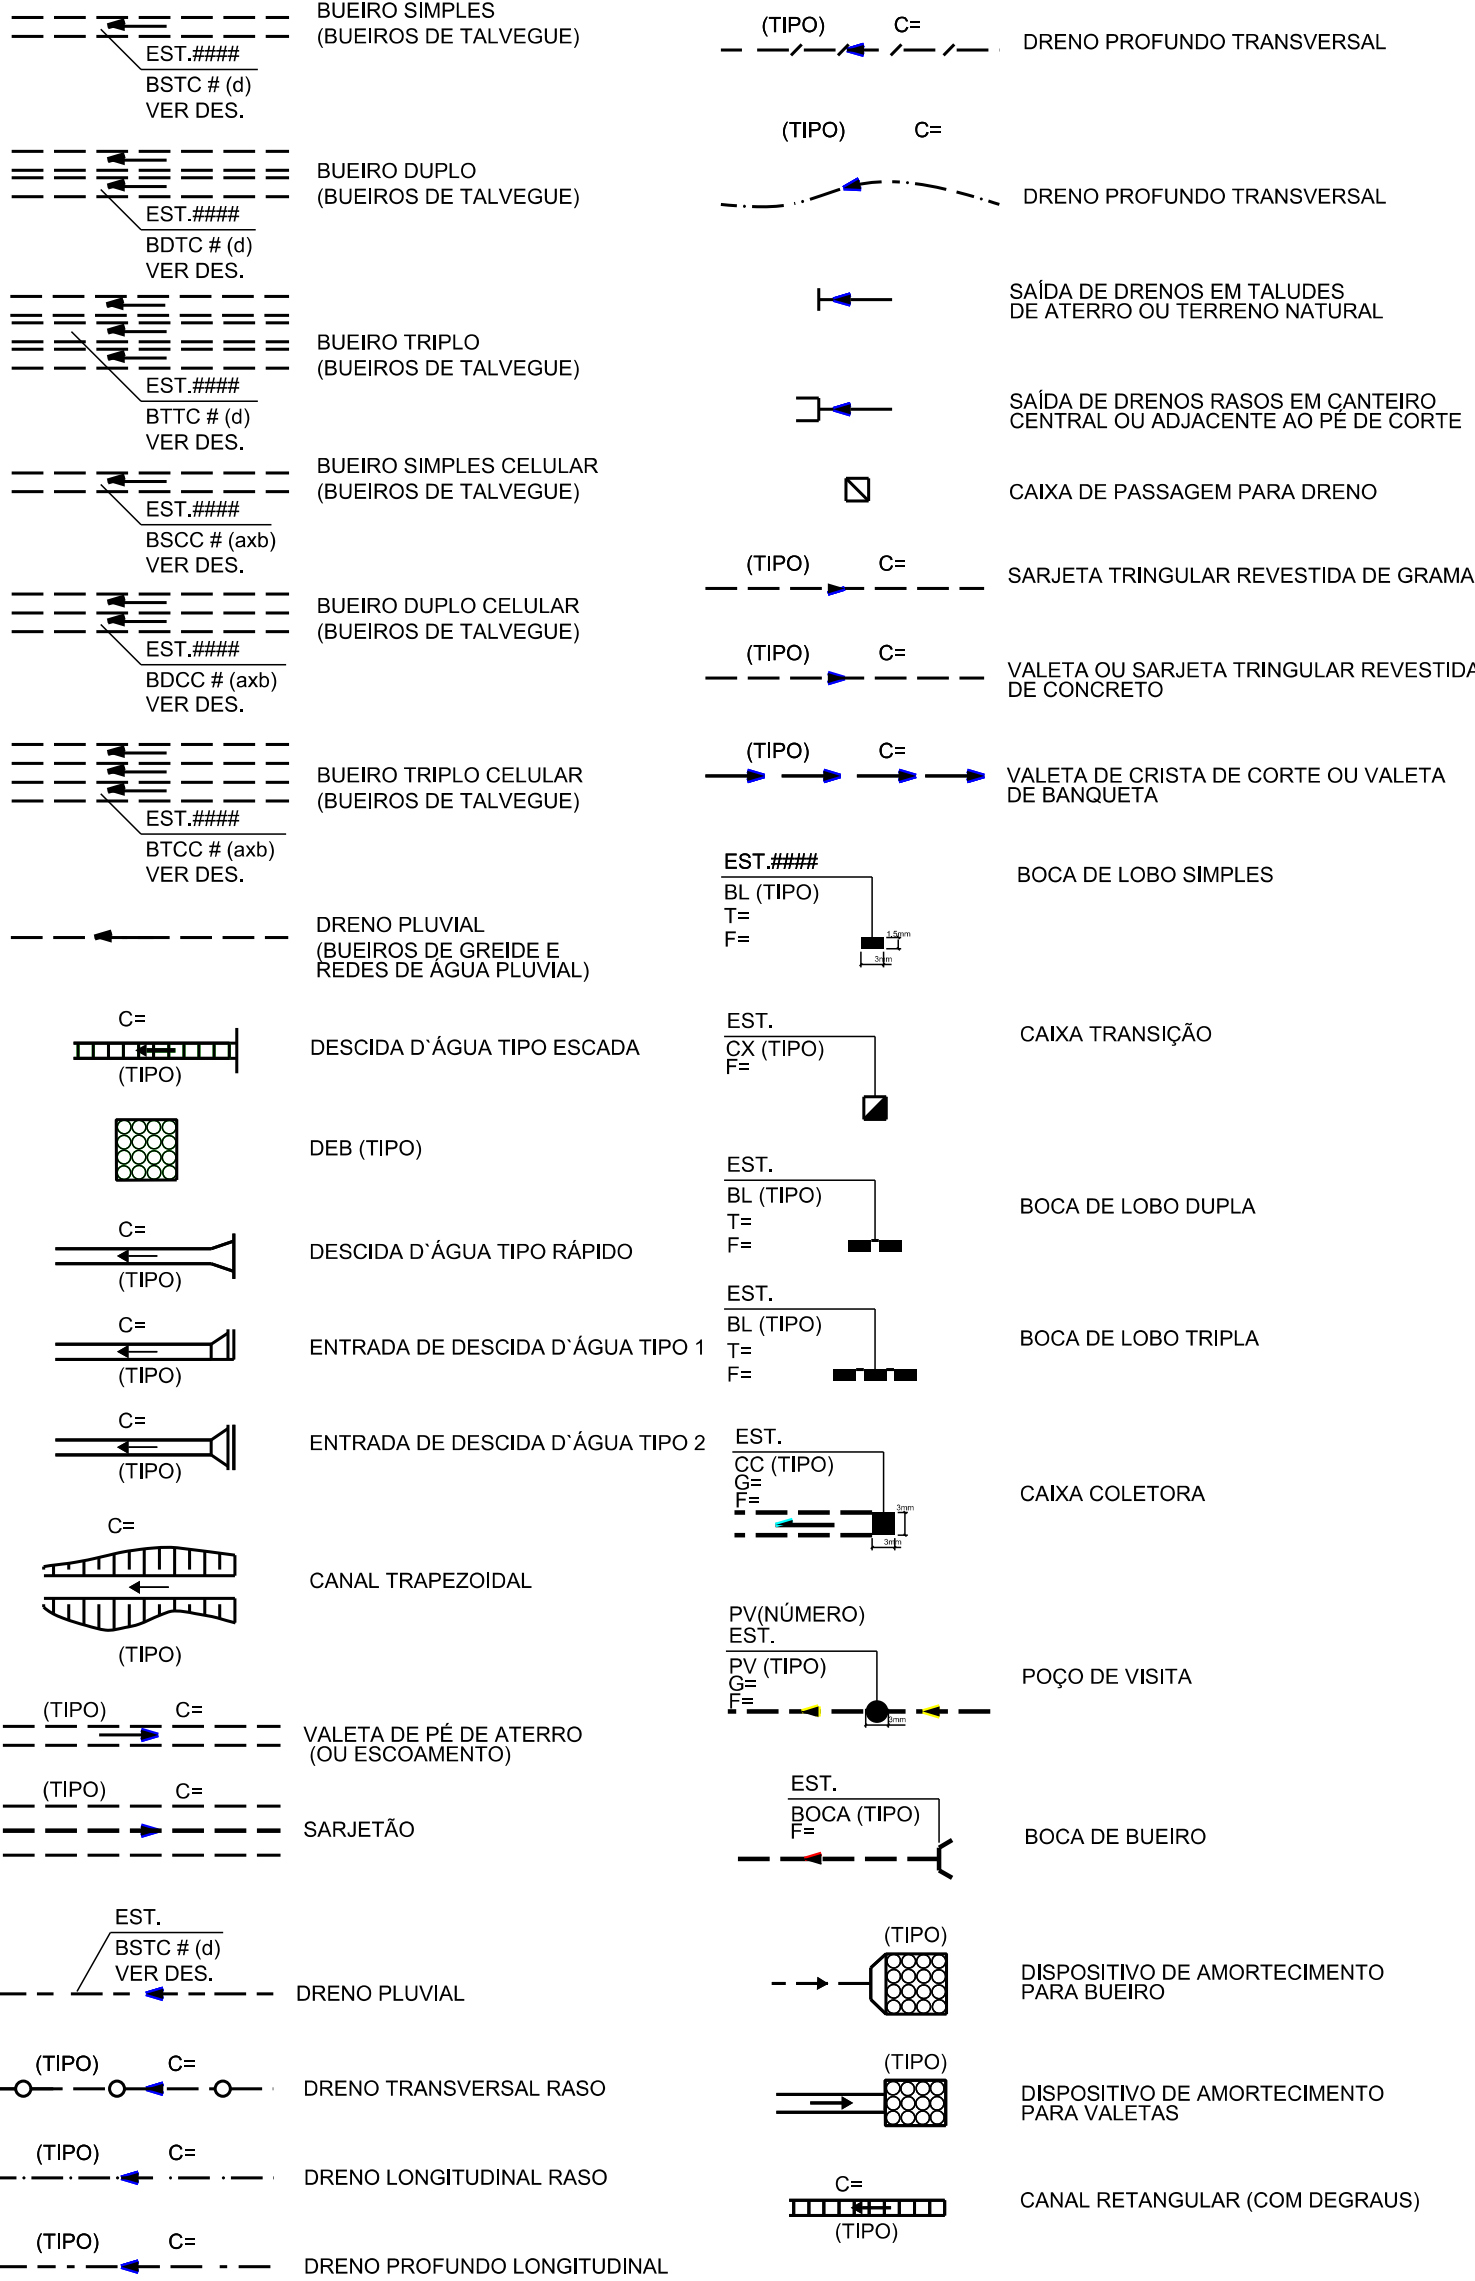 BUEIRO SIMPLES
(BUEIROS DE TALVEGUE)
EST.####
BSTC # (d)
VER DES.
BUEIRO DUPLO
(BUEIROS DE TALVEGUE)
EST.####
BDTC # (d)
VER DES.
BUEIRO TRIPLO
(BUEIROS DE TALVEGUE)
EST.####
BTTC # (d)
VER DES.
BUEIRO SIMPLES CELULAR
(BUEIROS DE TALVEGUE)
EST.####
BSCC # (axb)
VER DES.
BUEIRO DUPLO CELULAR
(BUEIROS DE TALVEGUE)
EST.####
BDCC # (axb)
VER DES.
BUEIRO TRIPLO CELULAR
(BUEIROS DE TALVEGUE)
EST.####
BTCC # (axb)
VER DES.
DRENO PLUVIAL
(BUEIROS DE GREIDE E
REDES DE ÁGUA PLUVIAL)
C=
DESCIDA D`ÁGUA TIPO ESCADA
(TIPO)
DEB (TIPO)
C=
DESCIDA D`ÁGUA TIPO RÁPIDO
(TIPO)
C=
ENTRADA DE DESCIDA D`ÁGUA TIPO 1
(TIPO)
C=
ENTRADA DE DESCIDA D`ÁGUA TIPO 2
(TIPO)
C=
CANAL TRAPEZOIDAL
(TIPO)
(TIPO) C=
VALETA DE PÉ DE ATERRO
(OU ESCOAMENTO)
(TIPO) C=
SARJETÃO
EST.
BSTC # (d)
VER DES.
DRENO PLUVIAL
(TIPO) C=
DRENO TRANSVERSAL RASO
(TIPO) C=
DRENO LONGITUDINAL RASO
(TIPO) C=
DRENO PROFUNDO LONGITUDINAL
(TIPO) C=
DRENO PROFUNDO TRANSVERSAL
(TIPO) C=
DRENO PROFUNDO TRANSVERSAL
SAÍDA DE DRENOS EM TALUDES
DE ATERRO OU TERRENO NATURAL
SAÍDA DE DRENOS RASOS EM CANTEIRO
CENTRAL OU ADJACENTE AO PÉ DE CORTE
CAIXA DE PASSAGEM PARA DRENO
(TIPO) C=
SARJETA TRINGULAR REVESTIDA DE GRAMA
(TIPO) C=
VALETA OU SARJETA TRINGULAR REVESTIDA
DE CONCRETO
(TIPO) C=
VALETA DE CRISTA DE CORTE OU VALETA
DE BANQUETA
EST.####
BL (TIPO)
T=
F=
1.5mm
3mm
BOCA DE LOBO SIMPLES
EST.
CX (TIPO)
F=
CAIXA TRANSIÇÃO
EST.
BL (TIPO)
T=
F=
BOCA DE LOBO DUPLA
EST.
BL (TIPO)
T=
F=
BOCA DE LOBO TRIPLA
EST.
CC (TIPO)
G=
F=
3mm
3mm
CAIXA COLETORA
PV(NÚMERO)
EST.
PV (TIPO)
G=
F=
3mm
POÇO DE VISITA
EST.
BOCA (TIPO)
F=
BOCA DE BUEIRO
(TIPO)
DISPOSITIVO DE AMORTECIMENTO
PARA BUEIRO
(TIPO)
DISPOSITIVO DE AMORTECIMENTO
PARA VALETAS
C=
CANAL RETANGULAR (COM DEGRAUS)
(TIPO)